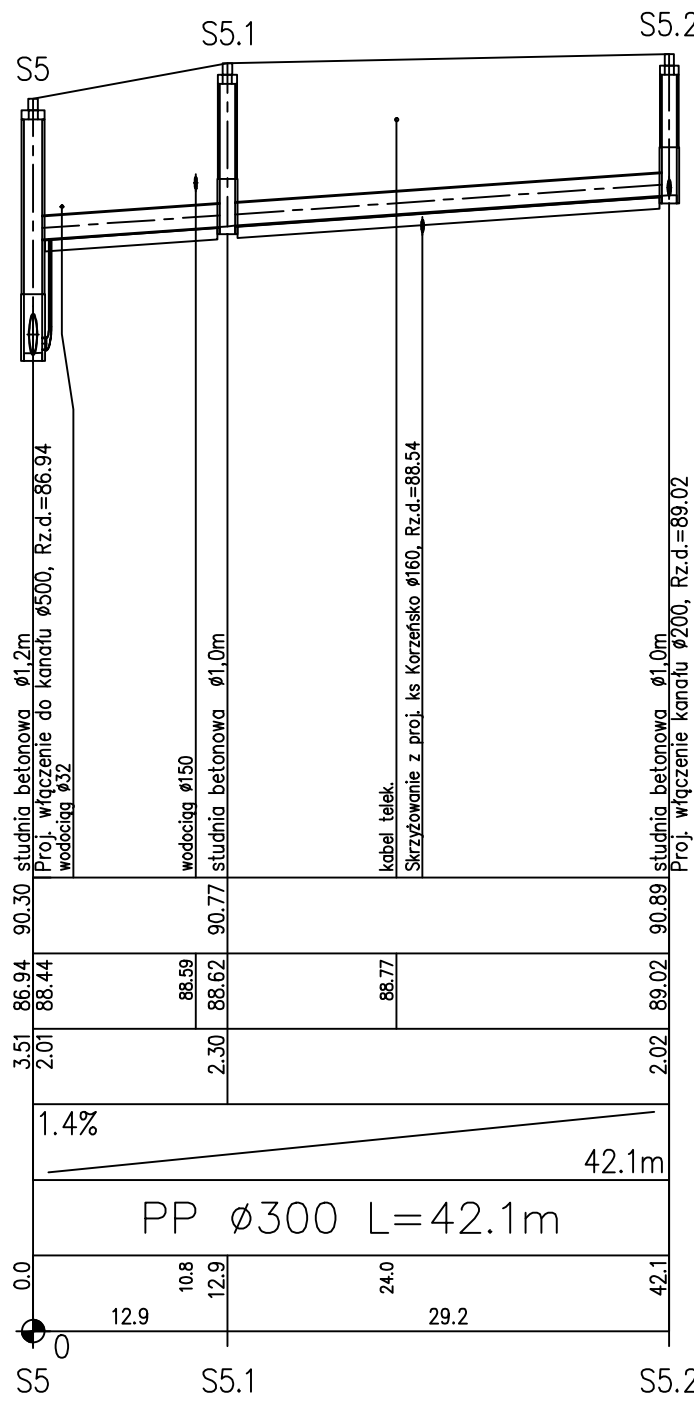 S5
S5.1
S5.2
studnia betonowa ø1,2m
Proj. włączenie do kanału ø500, Rz.d.=86.94
wodociąg ø32
wodociąg ø150
studnia betonowa ø1,0m
kabel telek.
Skrzyżowanie z proj. ks Korzeńsko ø160, Rz.d.=88.54
studnia betonowa ø1,0m
Proj. włączenie kanału ø200, Rz.d.=89.02
90.30
90.77
90.89
86.94
88.44
88.59
88.62
88.77
89.02
3.51
2.01
2.30
2.02
1.4%
42.1m
PP ø300 L=42.1m
0.0
10.8
12.9
24.0
42.1
12.9
29.2
0
S5
S5.1
S5.2